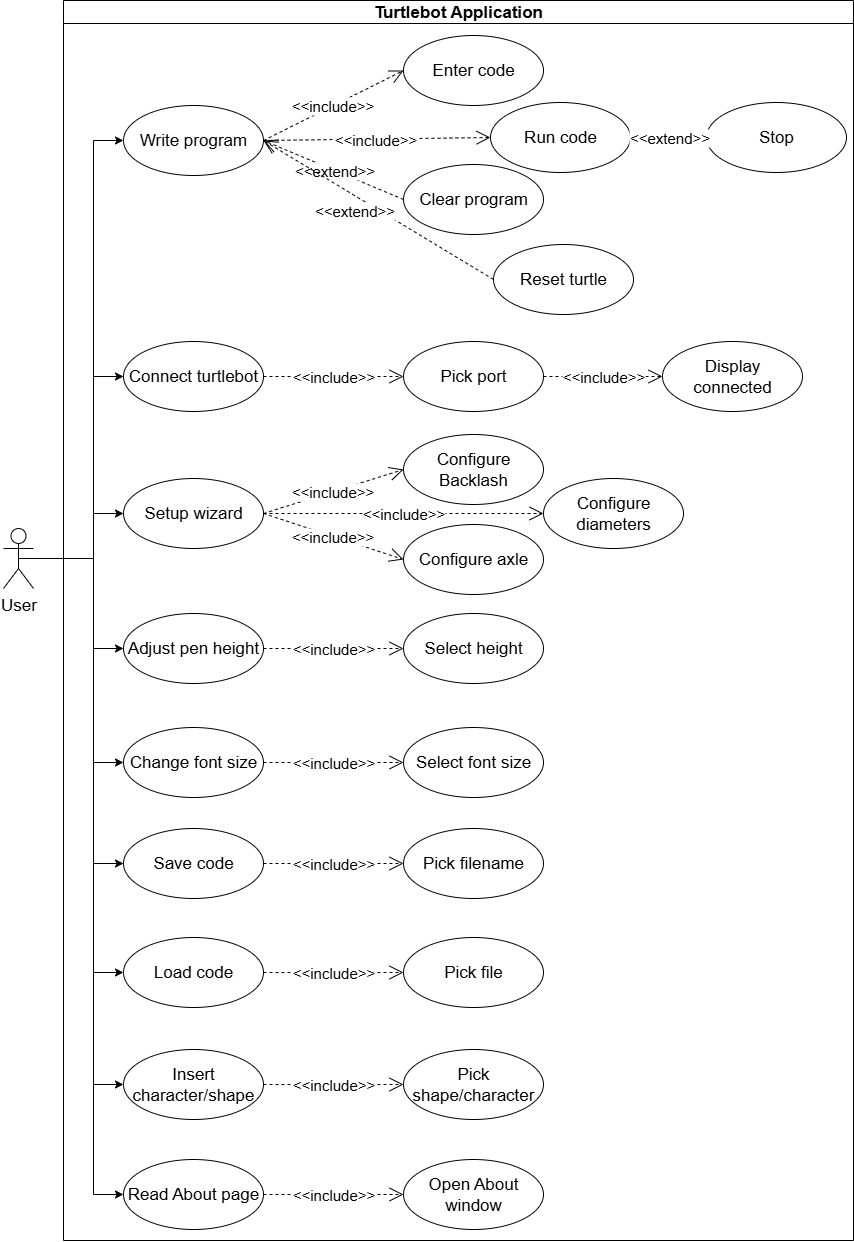 Turtlebot Application
Enter code
<<include>>
Write program
<<include>>
Run code
<<extend>>
Stop
<<extend>>
Clear program
<<extend>>
Reset turtle
Connect turtlebot
<<include>>
Pick port
<<include>>
Display
connected
Configure
Backlash
<<include>>
Setup wizard
<<include>>
Configure
diameters
<<include>>
Configure axle
User
Adjust pen height
<<include>>
Select height
Change font size
<<include>>
Select font size
Save code
<<include>>
Pick filename
Load code
<<include>>
Pick file
Insert
character/shape
<<include>>
Pick
shape/character
Read About page
<<include>>
Open About
window